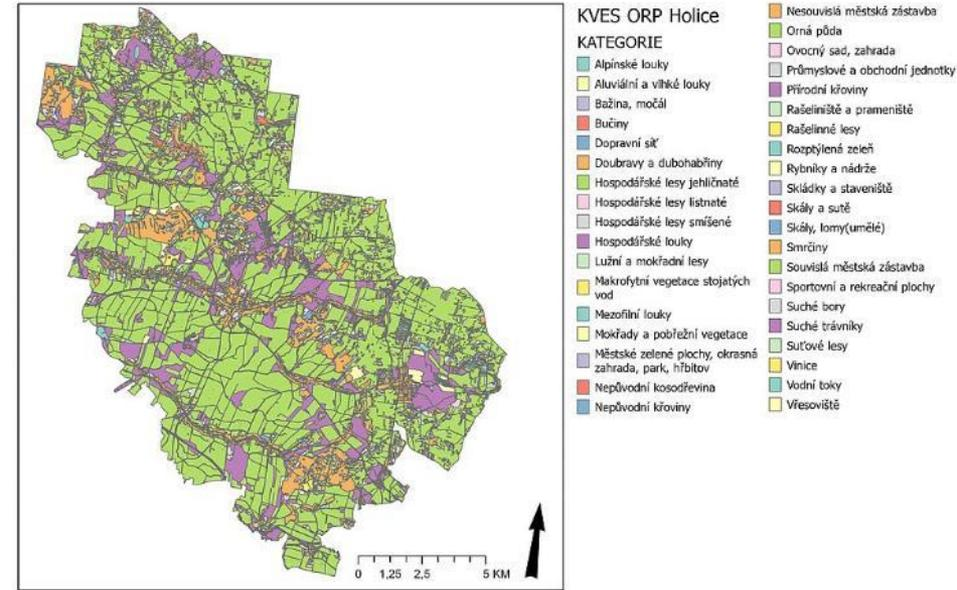 KVES ORP Holice
KATEGORIE
Alpínské louky
Aluviální a vlhké louky
Bažina, močál
Bučiny
Dopravní síť
Doubravy a dubohabřiny
Hospodářské lesy jehličnaté
Hospodářské lesy listnaté
Hospodářské lesy smíšené
Hospodářské louky
Lužní a mokřadní lesy
Makrofytní vegetace stojatých
vod
Mezofilní louky
Mokřady a pobřežní vegetace
Městské zelené plochy, okrasná
zahrada, park, hřbitov
Nepůvodní kosodřevina
Nepůvodní křoviny
Nesouvislá městská zástavba
Orná půda
Ovocný sad, zahrada
Průmyslové a obchodní jednotky
Přírodní křoviny
Rašeliniště a prameniště
Rašelinné lesy
Rozptýlená zeleň
Rybníky a nádrže
Skládky a staveniště
Skály a sutě
Skály, lomy(umělé)
Smrčiny
Souvislá městská zástavba
Sportovní a rekreační plochy
Suché bory
Suché trávníky
Suťové lesy
Vinice
Vodní toky
Vřesoviště
0 1,25 2,5 5 KM